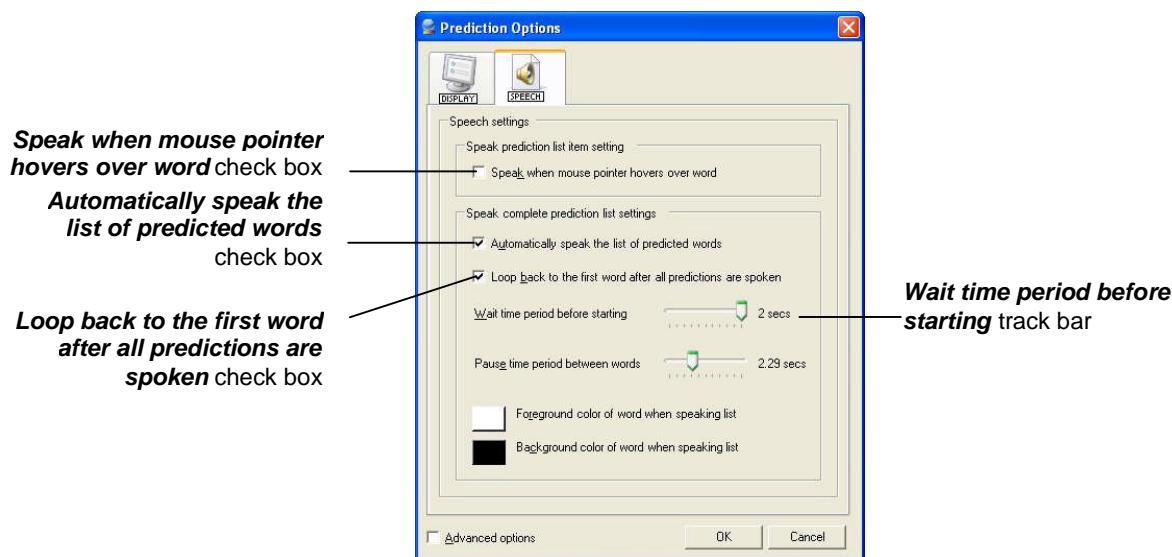 Prediction Options
DISPLAY
SPEECH
Speech settings
Speak prediction list item setting
Speak when mouse pointer hovers over word
Speak complete prediction list settings
Automatically speak the list of predicted words
Loop back to the first word after all predictions are spoken
Wait time period before starting
2 secs
Pause time period between words
2.29 secs
Foreground color of word when speaking list
Background color of word when speaking list
Advanced options
OK
Cancel
Speak when mouse pointer
hovers over word check box
Automatically speak the
list of predicted words
check box
Loop back to the first word
after all predictions are
spoken check box
Wait time period before
starting track bar